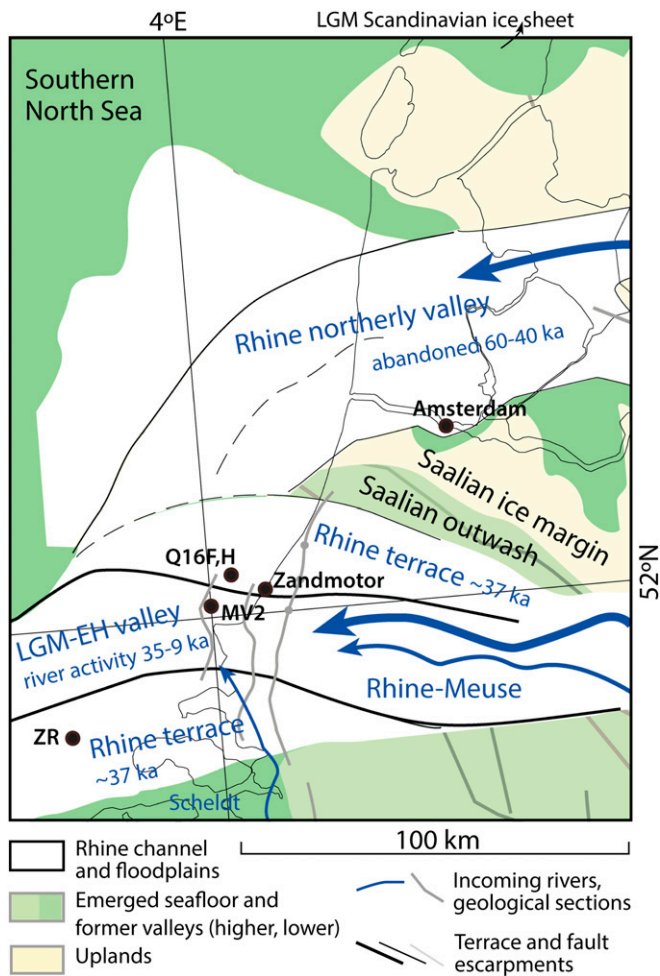 LGM Scandinavian ice sheet
4ºE
Southern
North Sea
Rhine northerly valley
abandoned 60-40 ka
Amsterdam
Saalian ice margin
Saalian outwash
Rhine terrace ~37 ka
52ºN
Q16F,H
Zandmotor
MV2
LGM-EH valley
river activity 35-9 ka
Rhine-Meuse
ZR
Rhine terrace
~37 ka
Scheldt
100 km
Rhine channel
and floodplains
Emerged seafloor and
former valleys (higher, lower)
Uplands
Incoming rivers,
geological sections
Terrace and fault
escarpments